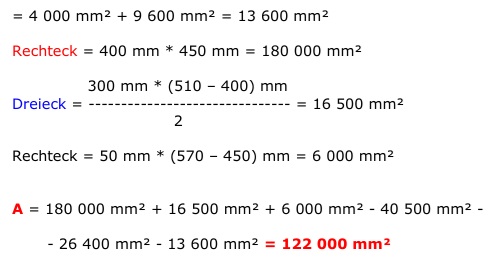 = 4 000 mm² + 9 600 mm² = 13 600 mm²
Rechteck = 400 mm * 450 mm = 180 000 mm²
300 mm * (510 – 400) mm
Dreieck = -------------------------------- = 16 500 mm²
2
Rechteck = 50 mm * (570 – 450) mm = 6 000 mm²
A = 180 000 mm² + 16 500 mm² + 6 000 mm² - 40 500 mm² -
- 26 400 mm² - 13 600 mm² = 122 000 mm²